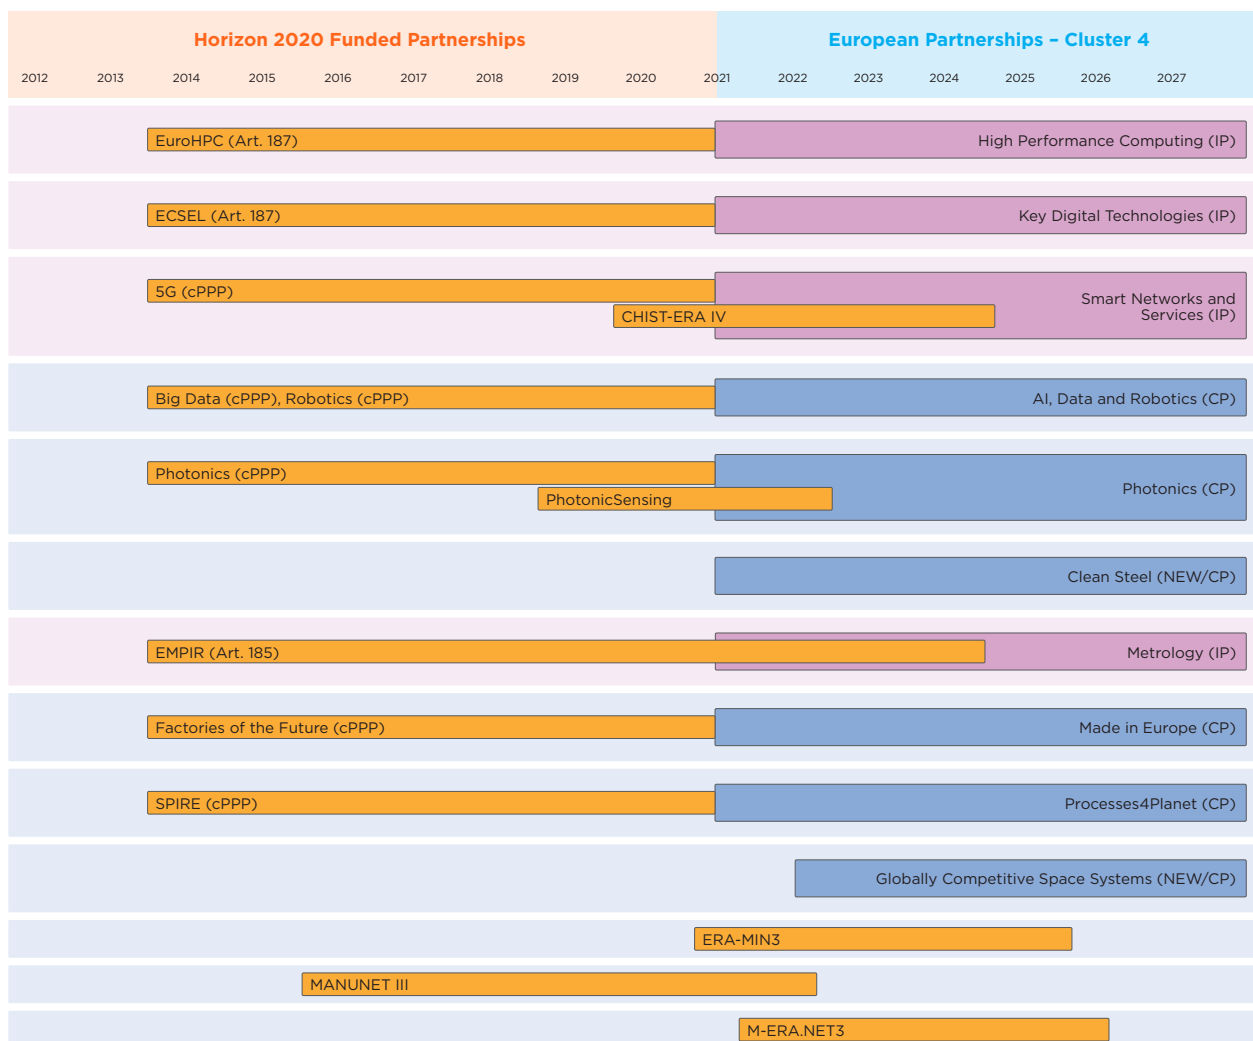 Horizon 2020 Funded Partnerships
European Partnerships – Cluster 4
2012 2013 2014 2015 2016 2017 2018 2019 2020 2021 2022 2023 2024 2025 2026 2027
EuroHPC (Art. 187)
High Performance Computing (IP)
ECSEL (Art. 187)
Key Digital Technologies (IP)
5G (cPPP)
CHIST-ERA IV
Smart Networks and
Services (IP)
Big Data (cPPP), Robotics (cPPP)
AI, Data and Robotics (CP)
Photonics (cPPP)
PhotonicSensing
Photonics (CP)
Clean Steel (NEW/CP)
EMPIR (Art. 185)
Metrology (IP)
Factories of the Future (cPPP)
Made in Europe (CP)
SPIRE (cPPP)
Processes4Planet (CP)
Globally Competitive Space Systems (NEW/CP)
ERA-MIN3
MANUNET III
M-ERA.NET3